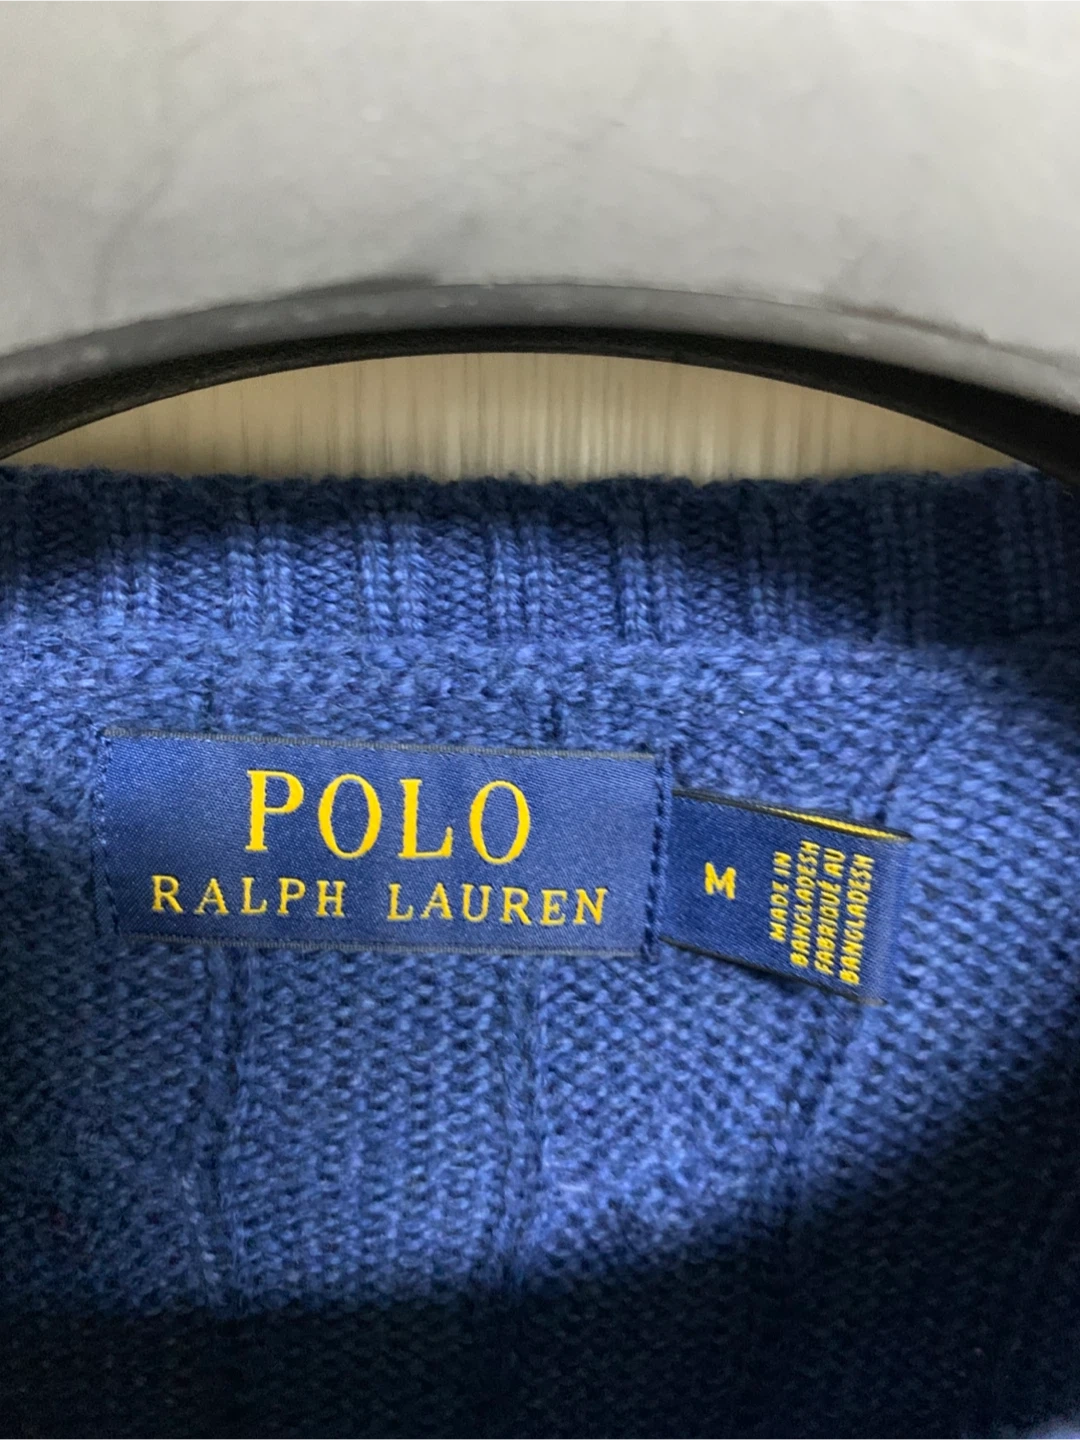 POLO
RALPH LAUREN
M
MADE IN
BANGLADESH
FABRIQUÉ AU
BANGLADESH